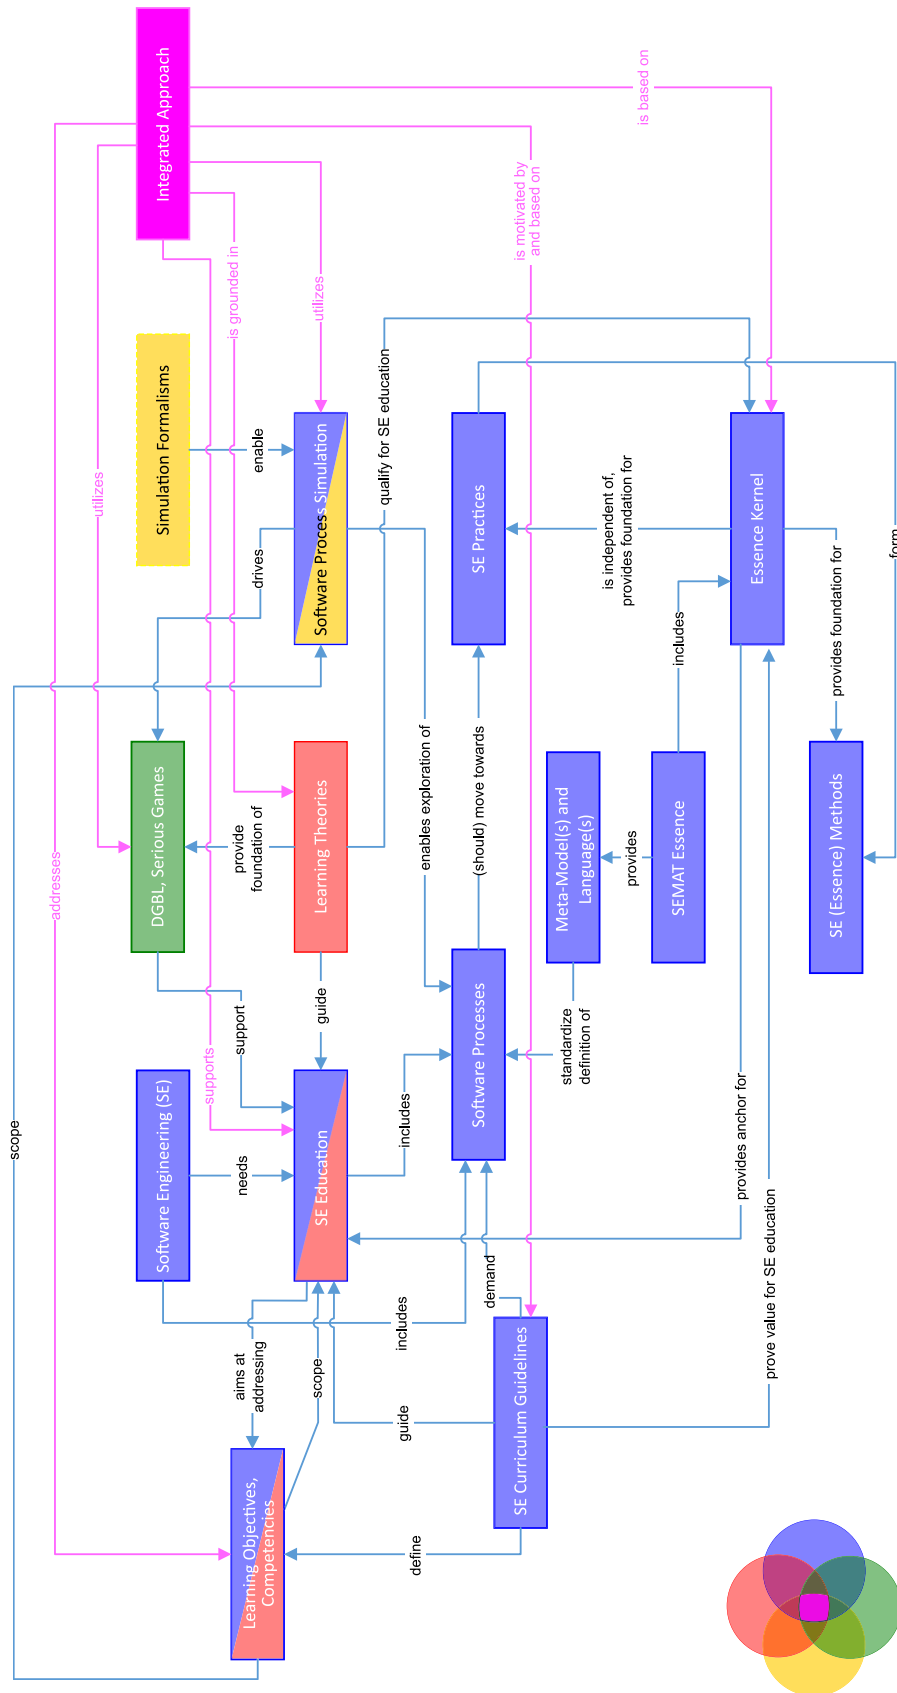 scope
addresses
utilizes
Software Engineering (SE)
DGBL, Serious Games
Simulation Formalisms
Integrated Approach
supports
is grounded in
aims at
addressing
needs
support
provide
foundation of
drives
enable
Learning Objectives,
Competencies
scope
SE Education
guide
Learning Theories
Software Process Simulation
utilizes
qualify for SE education
guide
includes
includes
enables exploration of
define
demand
Software Processes
(should) move towards
SE Practices
is motivated by
and based on
SE Curriculum Guidelines
standardize
definition of
Meta-Model(s) and
Language(s)
is independent of,
provides foundation for
provides
is based on
SEMAT Essence
includes
provides anchor for
Essence Kernel
prove value for SE education
SE (Essence) Methods
provides foundation for
form